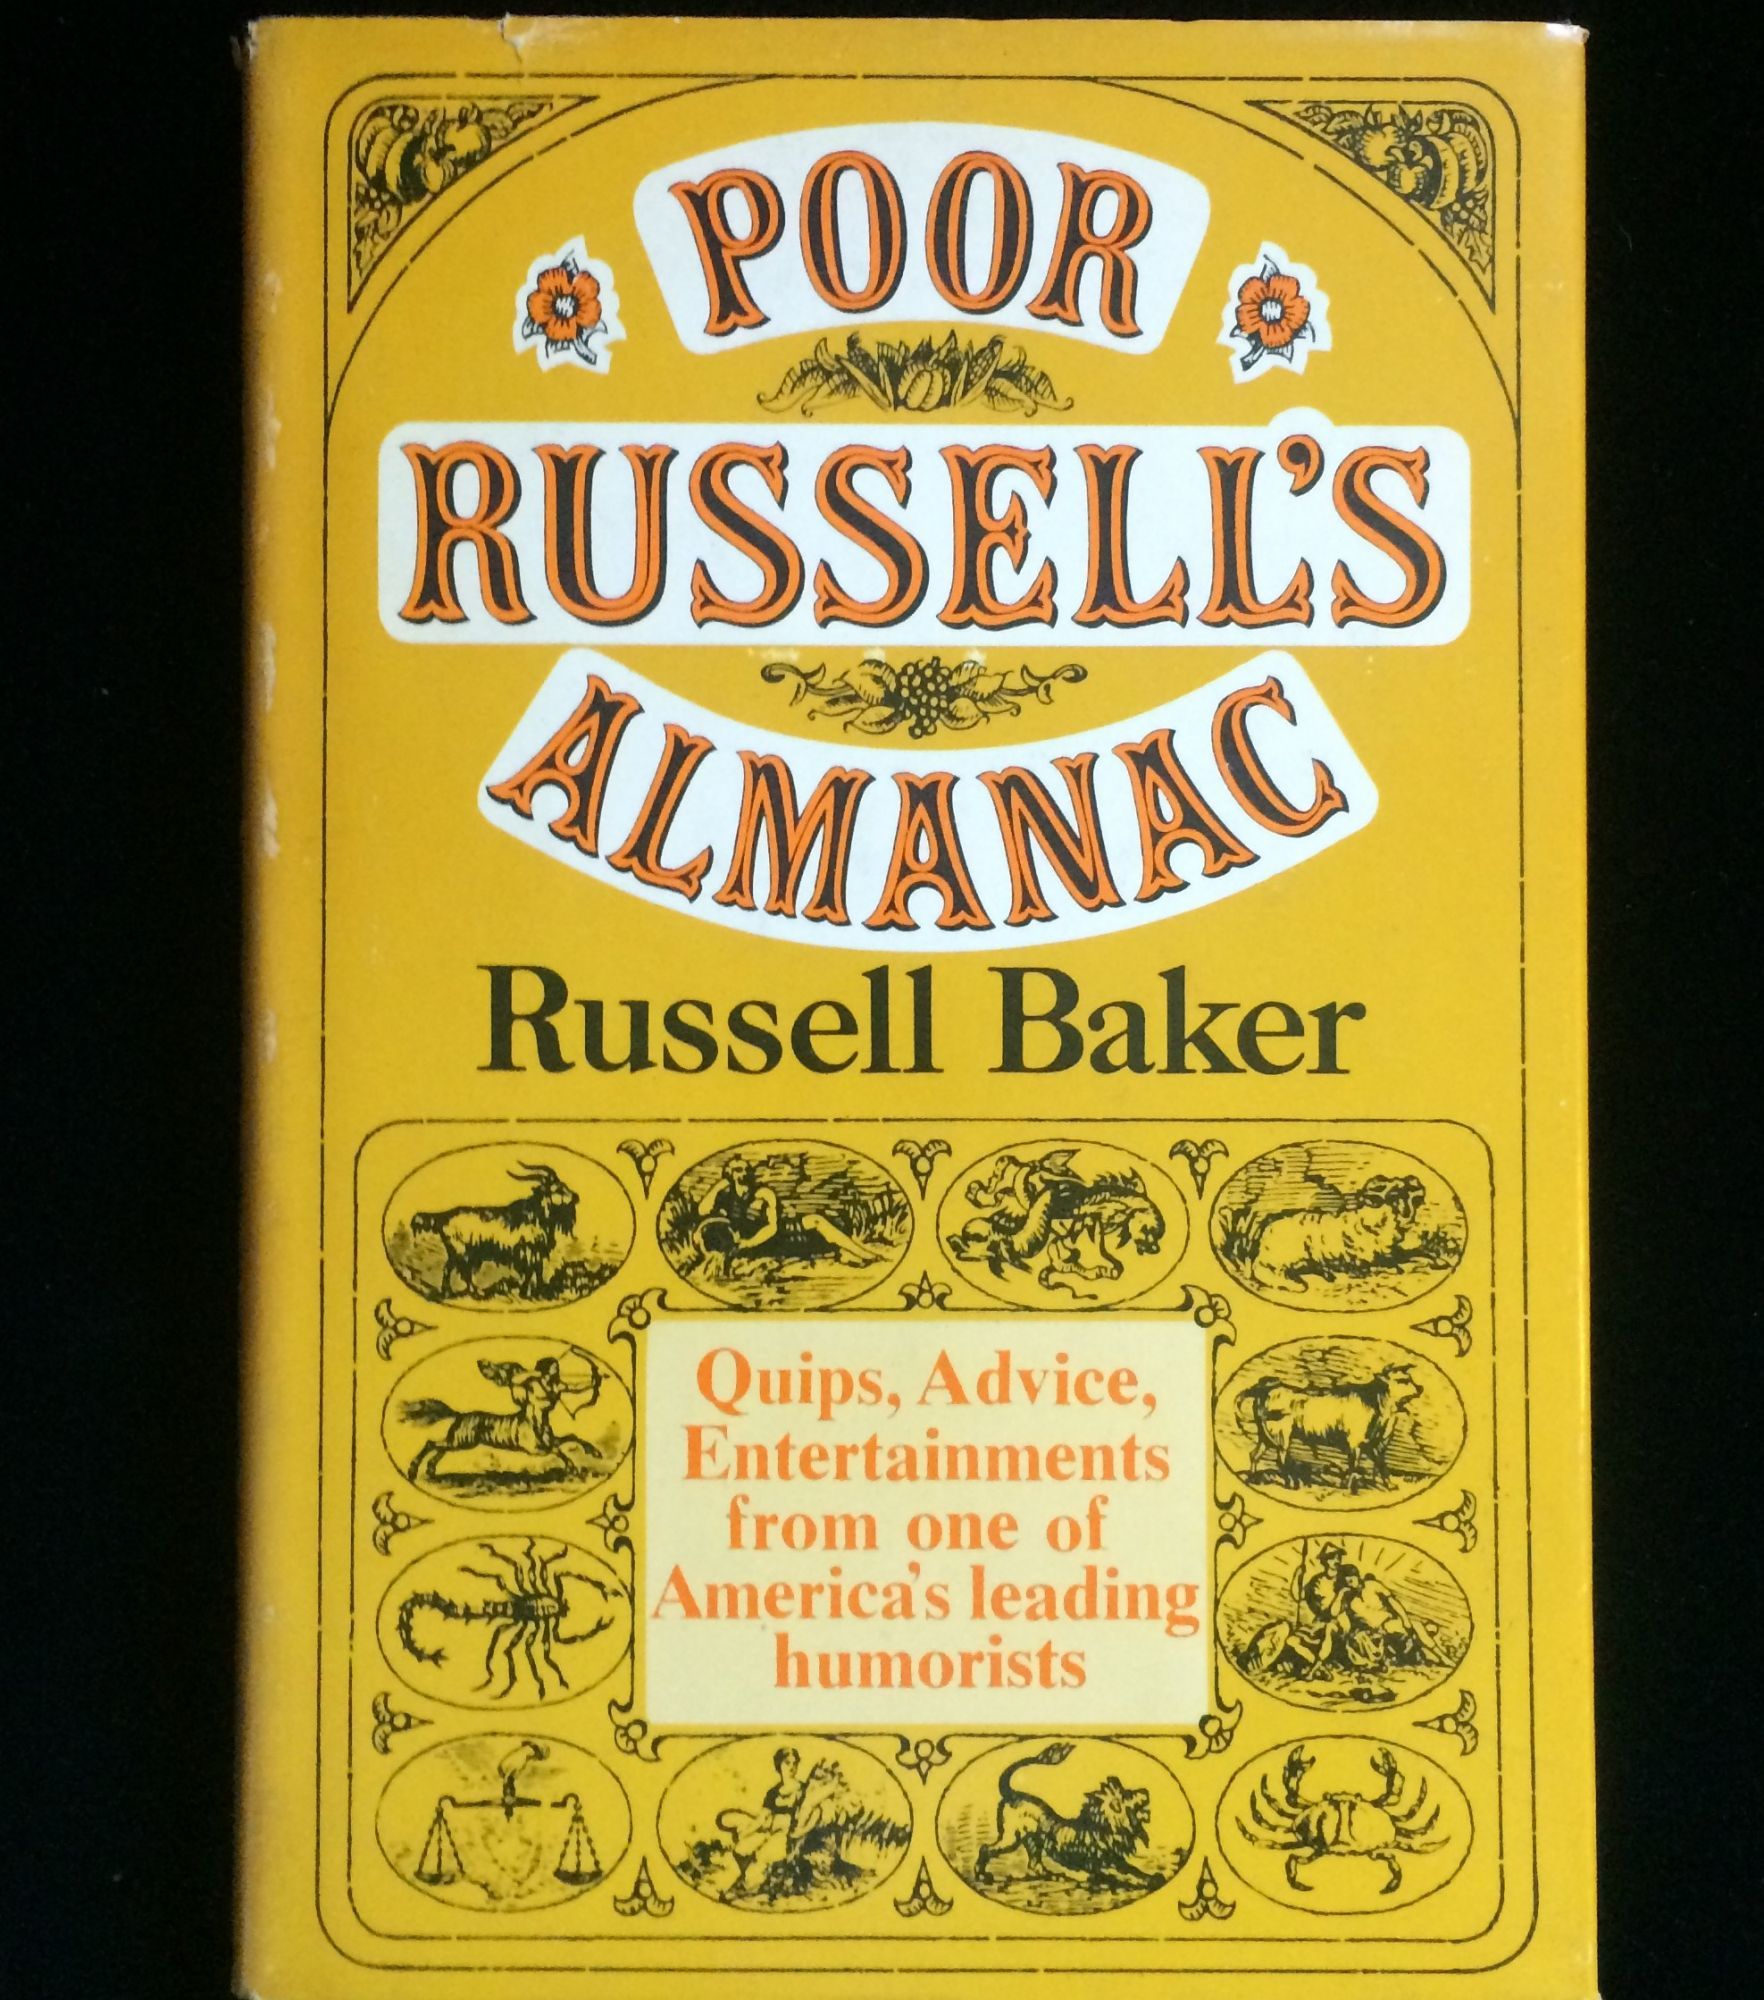 POOR
RUSSELL'S
ALMANAC
Russell Baker
Quips, Advice,
Entertainments
from one of
America's leading
humorists